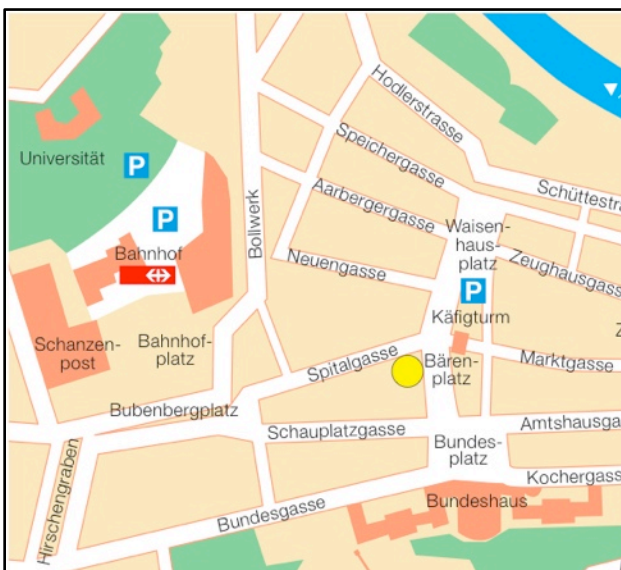 Hodlerstrasse
Speichergasse
Universität
P
P
Aarbergergasse
Schüttestr
Waisen-
haus-
platz
Bollwerk
Bahnhof
Neuengasse
Zeughausgass
P
Käfigturm
Schanzen-
post
Bahnhof-
platz
Spitalgasse
Bären-
platz
Marktgasse
Z
Bubenbergplatz
Schauplatzgasse
Amtshausga
Bundes-
platz
Hirschengraben
Kochergass
Bundeshaus
Bundesgasse